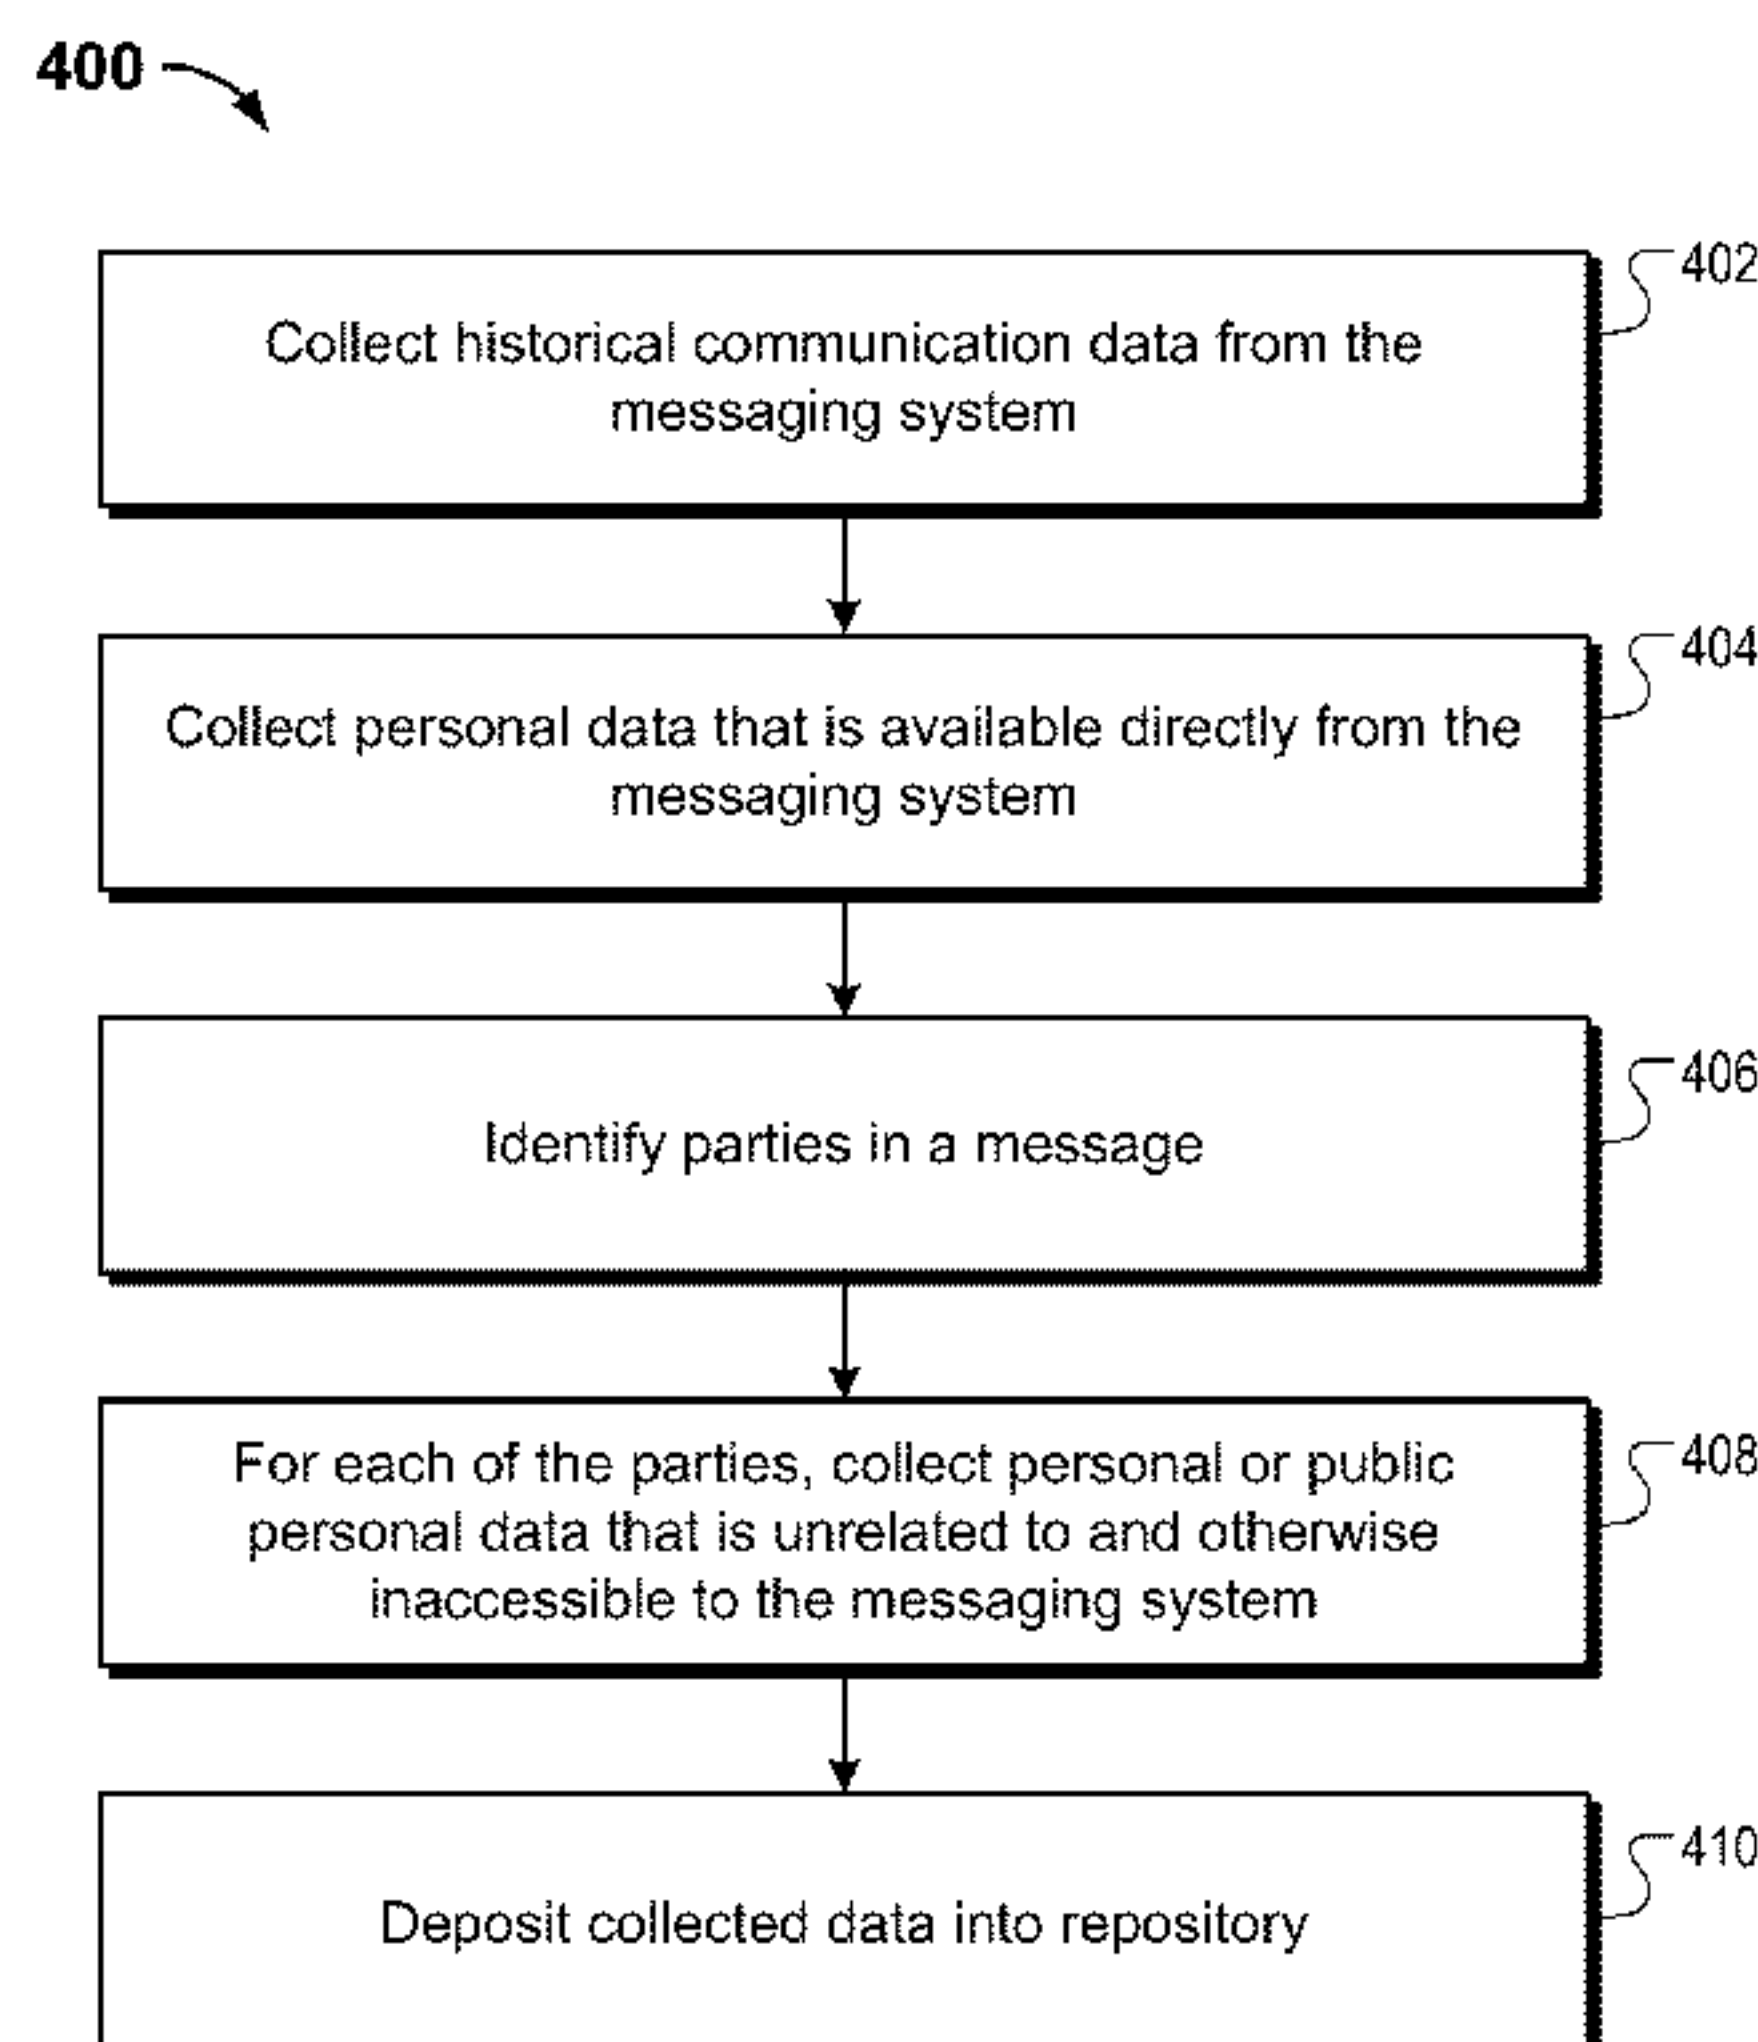 400
402
Collect historical communication data from the
messaging system
404
Collect personal data that is available directly from the
messaging system
406
Identify parties in a message
408
For each of the parties, collect personal or public
personal data that is unrelated to and otherwise
inaccessible to the messaging system
410
Deposit collected data into repository